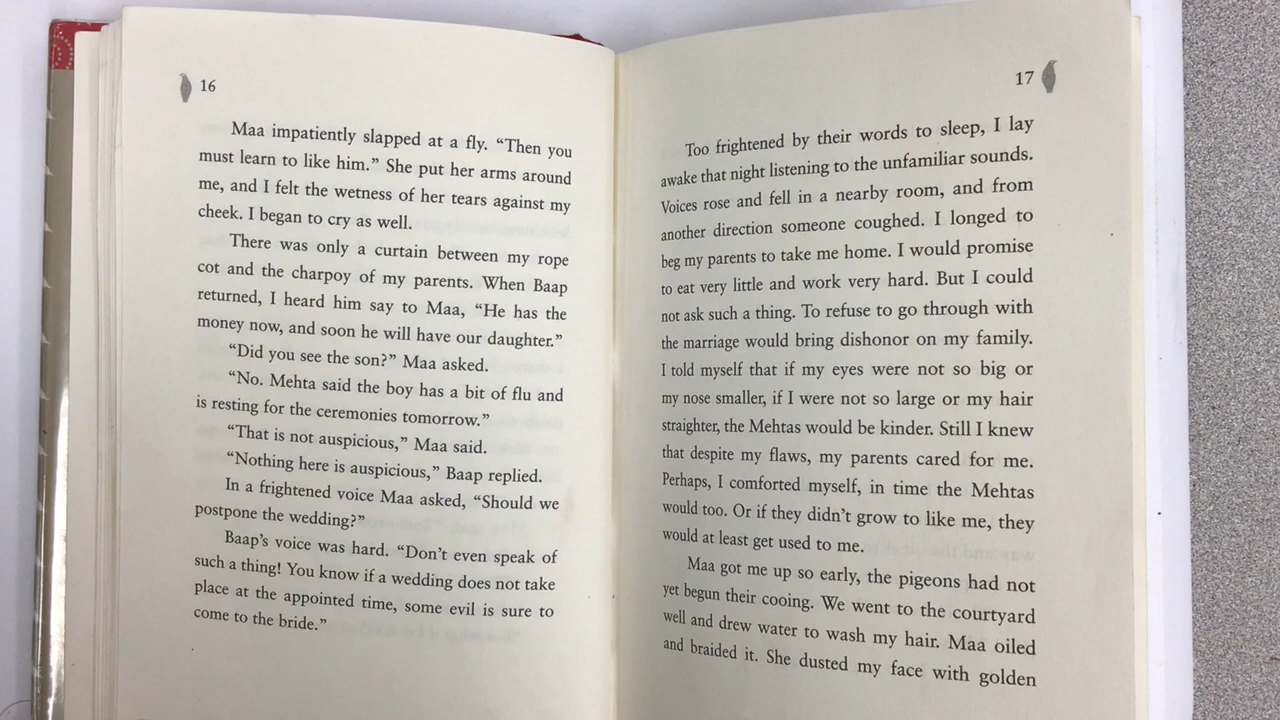 16
Maa impatiently slapped at a fly. “Then you
must learn to like him.” She put her arms around
me, and I felt the wetness of her tears against my
cheek. I began to cry as well.
There was only a curtain between my rope
cot and the charpoy of my parents. When Baap
returned, I heard him say to Maa, “He has the
money now, and soon he will have our daughter.”
“Did you see the son?” Maa asked.
“No. Mehta said the boy has a bit of flu and
is resting for the ceremonies tomorrow.”
“That is not auspicious,” Maa said.
“Nothing here is auspicious,” Baap replied.
In a frightened voice Maa asked, “Should we
postpone the wedding?”
Baap’s voice was hard. “Don’t even speak of
such a thing! You know if a wedding does not take
place at the appointed time, some evil is sure to
come to the bride.”
17
Too frightened by their words to sleep, I lay
awake that night listening to the unfamiliar sounds.
Voices rose and fell in a nearby room, and from
another direction someone coughed. I longed to
beg my parents to take me home. I would promise
to eat very little and work very hard. But I could
not ask such a thing. To refuse to go through with
the marriage would bring dishonor on my family.
I told myself that if my eyes were not so big or
my nose smaller, if I were not so large or my hair
straighter, the Mehtas would be kinder. Still I knew
that despite my flaws, my parents cared for me.
Perhaps, I comforted myself, in time the Mehtas
would too. Or if they didn’t grow to like me, they
would at least get used to me.
Maa got me up so early, the pigeons had not
yet begun their cooing. We went to the courtyard
well and drew water to wash my hair. Maa oiled
and braided it. She dusted my face with golden